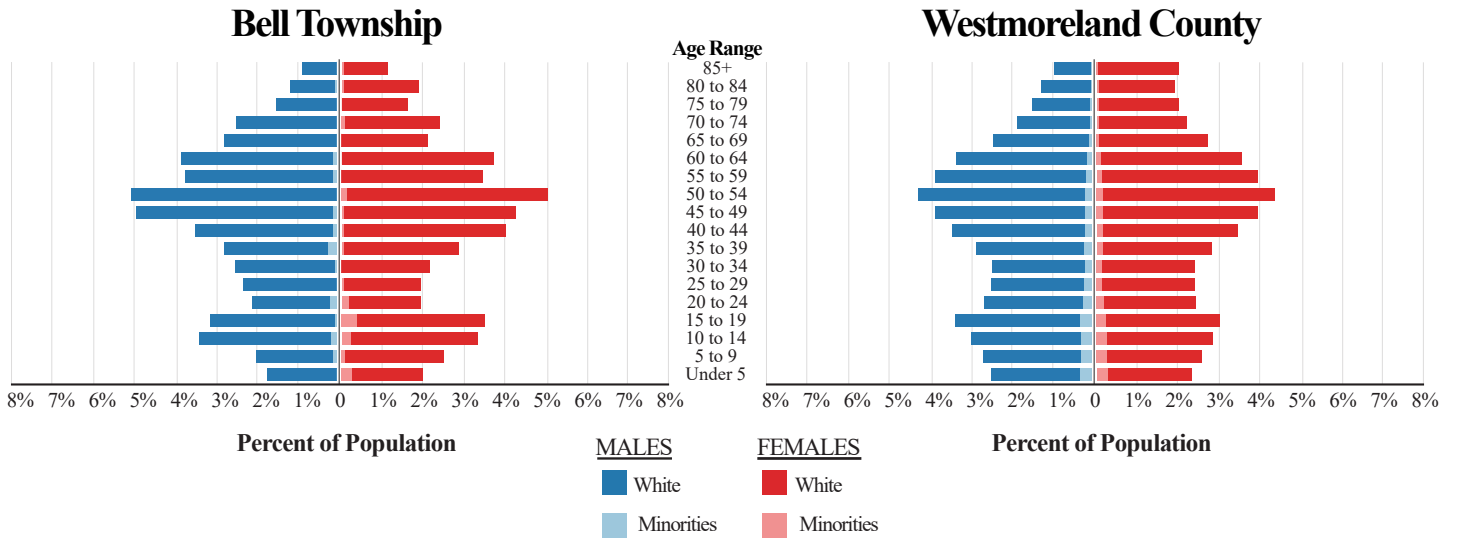 Bell Township
Westmoreland County
Age Range
85+
80 to 84
75 to 79
70 to 74
65 to 69
60 to 64
55 to 59
50 to 54
45 to 49
40 to 44
35 to 39
30 to 34
25 to 29
20 to 24
15 to 19
10 to 14
5 to 9
Under 5
8% 7% 6% 5% 4% 3% 2% 1% 0 1% 2% 3% 4% 5% 6% 7% 8%
8% 7% 6% 5% 4% 3% 2% 1% 0 1% 2% 3% 4% 5% 6% 7% 8%
Percent of Population
Percent of Population
MALES
FEMALES
White
White
Minorities
Minorities